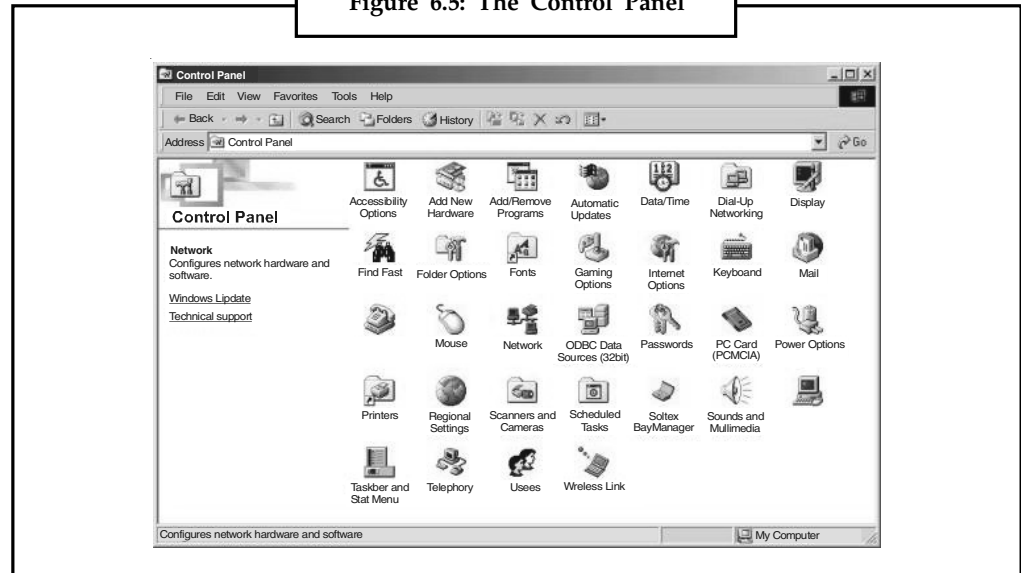 Figure 6.5: The Control Panel
Control Panel
File Edit View Favorites Tools Help
Back Search Folders History
Address Control Panel Go
Control Panel
Network
Configures network hardware and
software.
Windows Lipdate
Technical support
Accessibility
Options
Add New
Hardware
Add/Remove
Programs
Automatic
Updates
Data/Time
Dial-Up
Networking
Display
Find Fast
Folder Options
Fonts
Gaming
Options
Internet
Options
Keyboand
Mail
Mouse
Network
ODBC Data
Sources (32bit)
Passwords
PC Card
(PCMCIA)
Power Options
Printers
Regional
Settings
Scanners and
Cameras
Scheduled
Tasks
Soltex
BayManager
Sounds and
Mullimedia
Taskber and
Stat Menu
Telephory
Usees
Wreless Link
Configures network hardware and software
My Computer